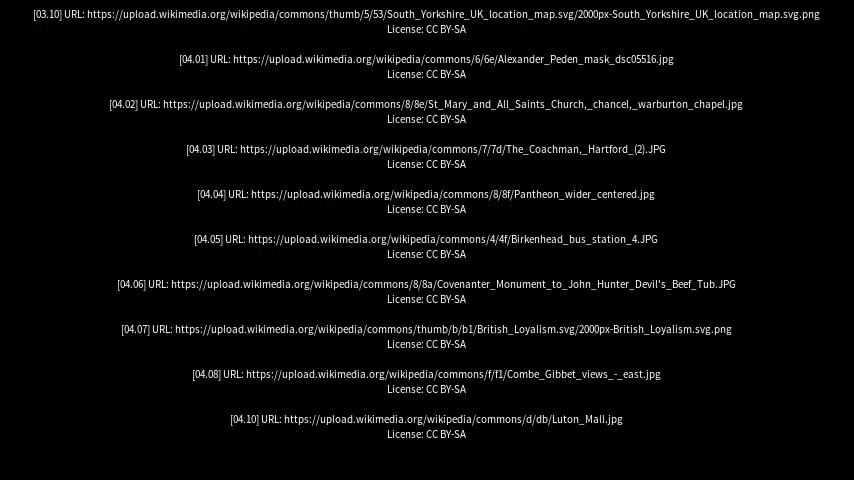 [03.10] URL: https://upload.wikimedia.org/wikipedia/commons/thumb/5/53/South_Yorkshire_UK_location_map.svg/2000px-South_Yorkshire_UK_location_map.svg.png
License: CC BY-SA
[04.01] URL: https://upload.wikimedia.org/wikipedia/commons/6/6e/Alexander_Peden_mask_dsc05516.jpg
License: CC BY-SA
[04.02] URL: https://upload.wikimedia.org/wikipedia/commons/8/8e/St_Mary_and_All_Saints_Church,_chancel,_warburton_chapel.jpg
License: CC BY-SA
[04.03] URL: https://upload.wikimedia.org/wikipedia/commons/7/7d/The_Coachman,_Hartford_(2).JPG
License: CC BY-SA
[04.04] URL: https://upload.wikimedia.org/wikipedia/commons/8/8f/Pantheon_wider_centered.jpg
License: CC BY-SA
[04.05] URL: https://upload.wikimedia.org/wikipedia/commons/4/4f/Birkenhead_bus_station_4.JPG
License: CC BY-SA
[04.06] URL: https://upload.wikimedia.org/wikipedia/commons/8/8a/Covenanter_Monument_to_John_Hunter_Devil's_Beef_Tub.JPG
License: CC BY-SA
[04.07] URL: https://upload.wikimedia.org/wikipedia/commons/thumb/b/b1/British_Loyalism.svg/2000px-British_Loyalism.svg.png
License: CC BY-SA
[04.08] URL: https://upload.wikimedia.org/wikipedia/commons/f/f1/Combe_Gibbet_views_-_east.jpg
License: CC BY-SA
[04.10] URL: https://upload.wikimedia.org/wikipedia/commons/d/db/Luton_Mall.jpg
License: CC BY-SA